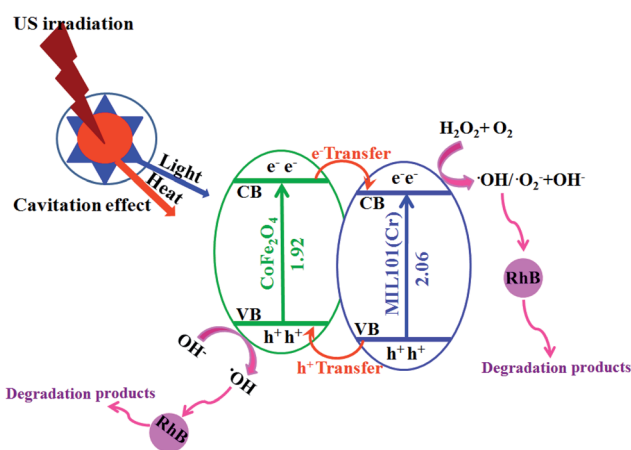 US irradiation
Light
Heat
Cavitation effect
e⁻ e⁻
CB
CoFe₂O₄
1.92
VB
h⁺ h⁺
e⁻Transfer
e⁻e⁻
CB
MIL101(Cr)
2.06
VB
h⁺ h⁺
h⁺ Transfer
H₂O₂+ O₂
·OH/·O₂⁻+OH⁻
RhB
Degradation products
OH⁻
·OH
RhB
Degradation products